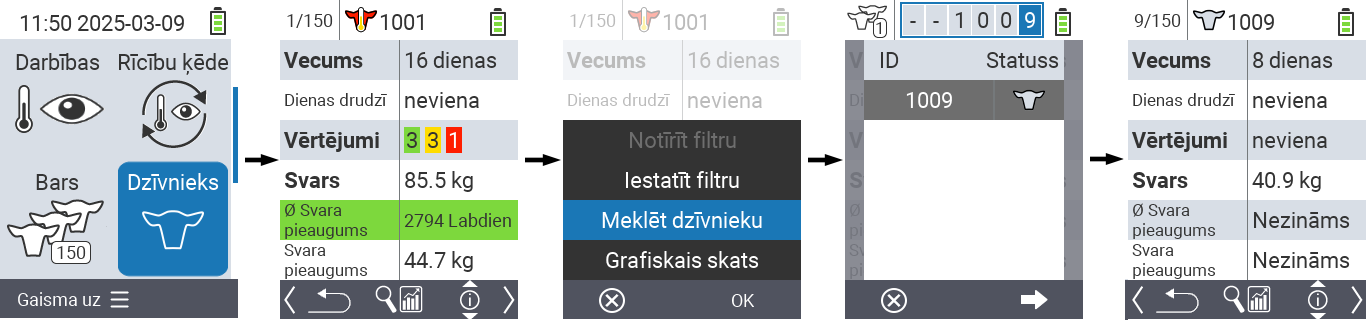 11:50 2025-03-09
Darbības
Rīcību ķēde
Bars
150
Dzīvnieks
Gaisma uz
1/150
1001
Vecums
16 dienas
Dienas drudzī
neviena
Vērtējumi
3 3 1
Svars
85.5 kg
Ø Svara
pieaugums
2794 Labdien
Svara
pieaugums
44.7 kg
1/150
1001
Vecums
16 dienas
Dienas drudzī
neviena
Notīrīt filtru
Iestatīt filtru
Meklēt dzīvnieku
Grafiskais skats
OK
1
- - 1 0 0 9
ID
Statuss
1009
9/150
1009
Vecums
8 dienas
Dienas drudzī
neviena
Vērtējumi
neviena
Svars
40.9 kg
Ø Svara
pieaugums
Nezināms
Svara
pieaugums
Nezināms